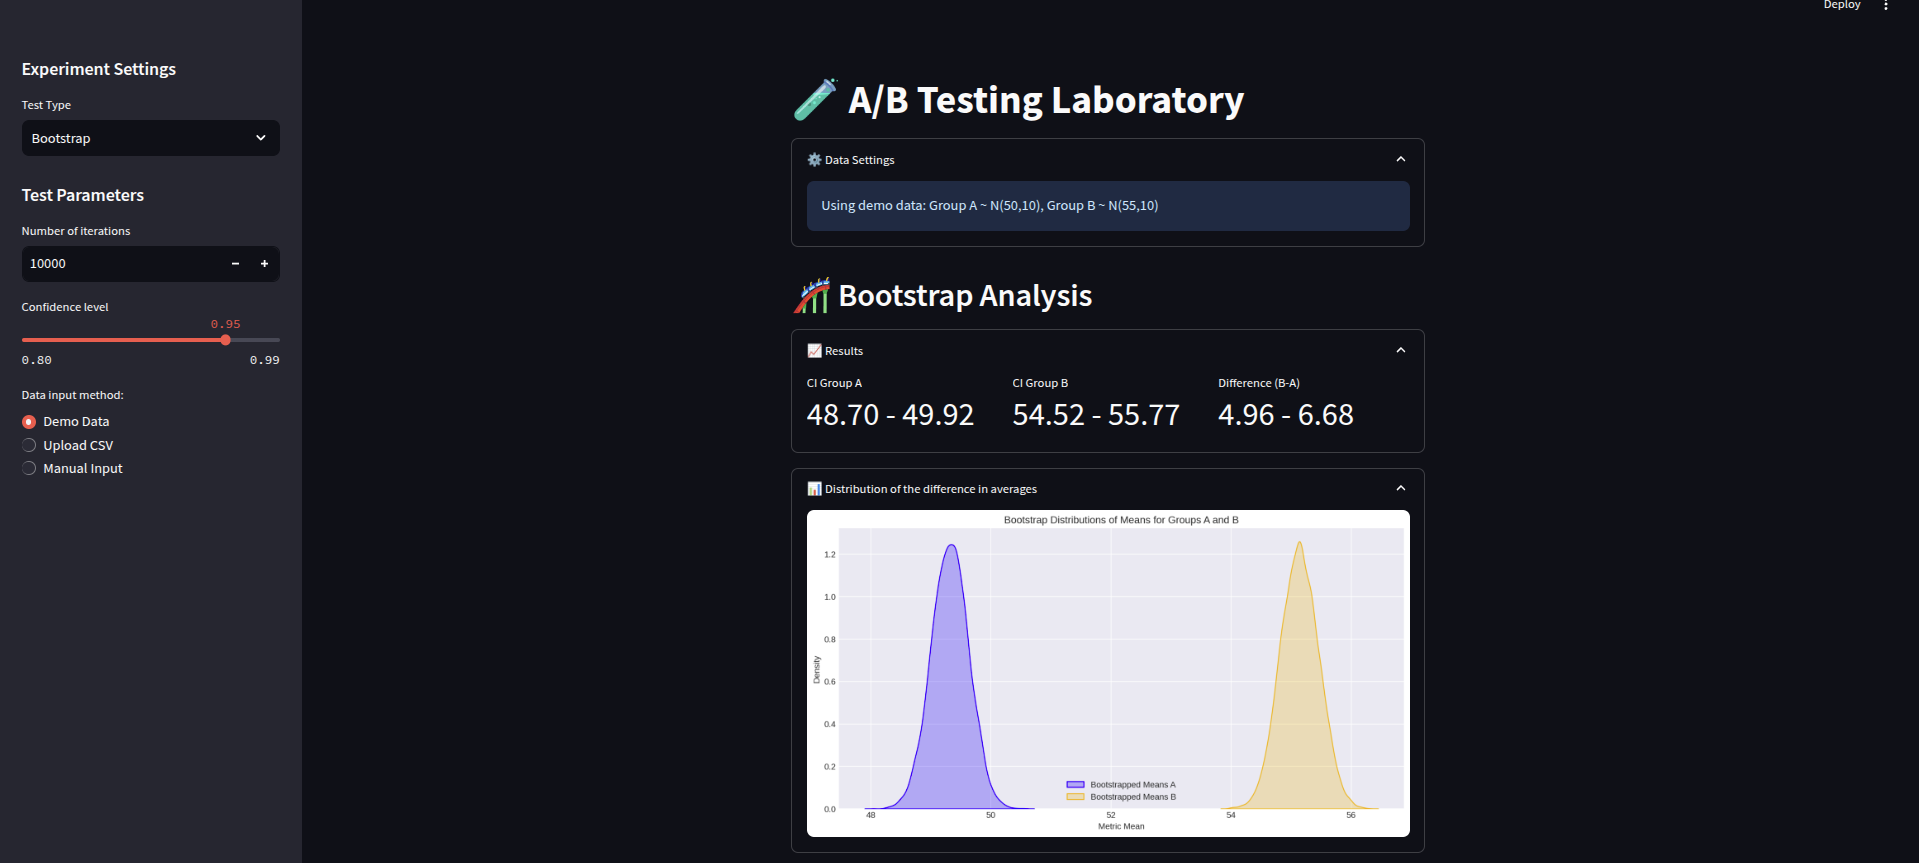 Deploy
Experiment Settings
Test Type
Bootstrap
Test Parameters
Number of iterations
10000
Confidence level
0.95
0.80 0.99
Data input method:
Demo Data
Upload CSV
Manual Input
A/B Testing Laboratory
Data Settings
Using demo data: Group A ~ N(50,10), Group B ~ N(55,10)
Bootstrap Analysis
Results
CI Group A CI Group B Difference (B-A)
48.70 - 49.92 54.52 - 55.77 4.96 - 6.68
Distribution of the difference in averages
Bootstrap Distributions of Means for Groups A and B
1.2
1.0
0.8
Density
0.6
0.4
0.2
0.0
Bootstrapped Means A
Bootstrapped Means B
48 50 52 54 56
Metric Mean